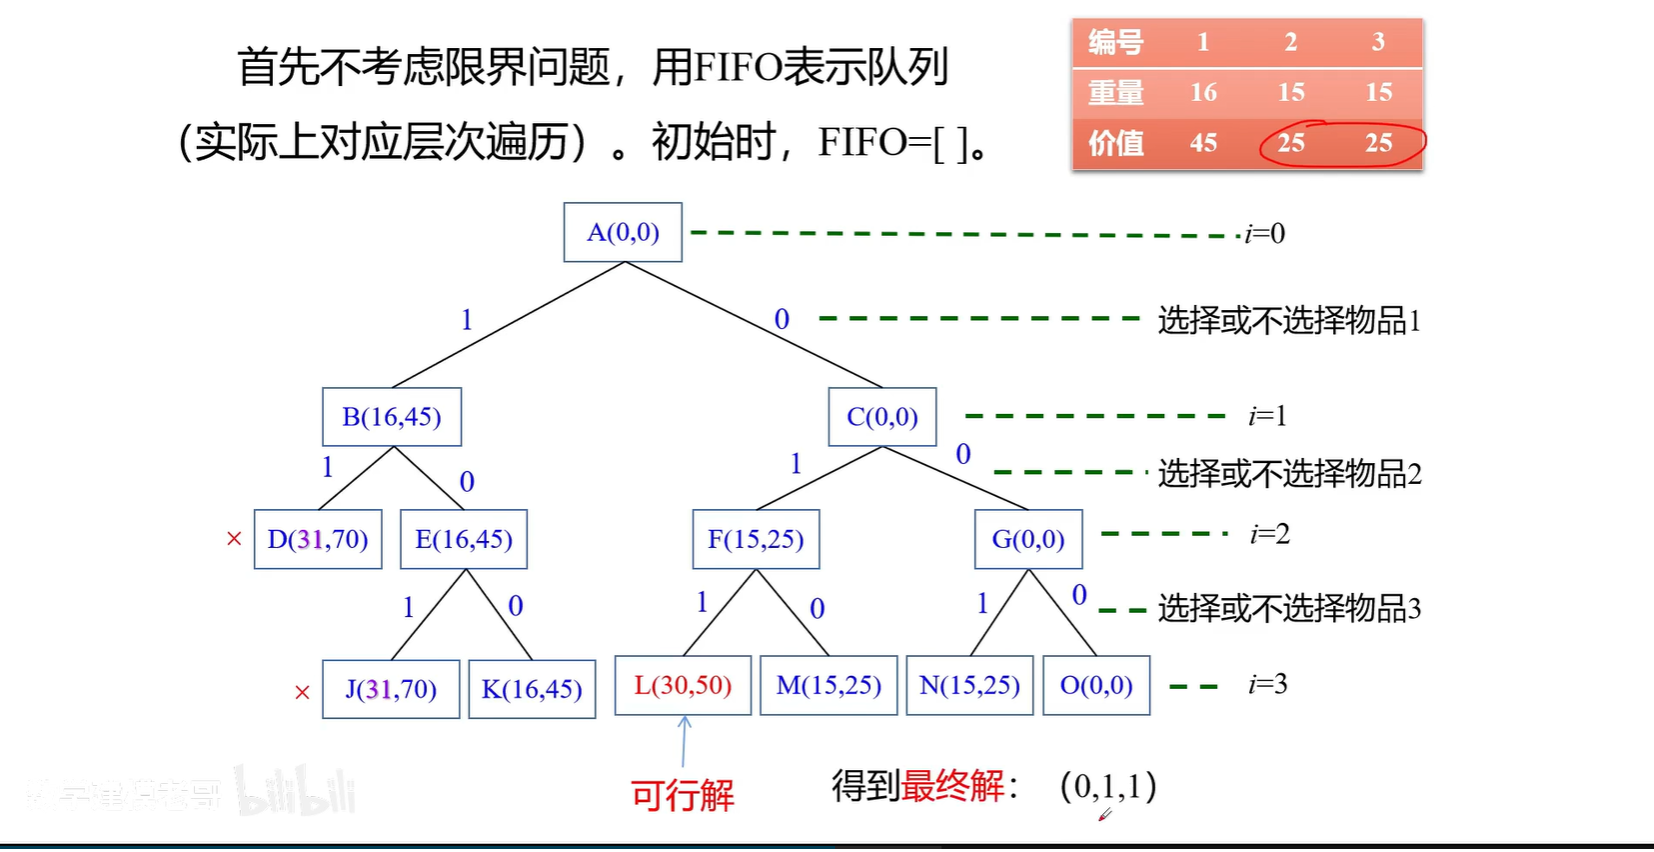 首先不考虑限界问题，用FIFO表示队列
（实际上对应层次遍历）。初始时，FIFO=[ ]。
编号 1 2 3
重量 16 15 15
价值 45 25 25
A(0,0) i=0
1 0 选择或不选择物品1
B(16,45) C(0,0) i=1
1 0 1 0 选择或不选择物品2
× D(31,70) E(16,45) F(15,25) G(0,0) i=2
1 0 1 0 1 0 选择或不选择物品3
× J(31,70) K(16,45) L(30,50) M(15,25) N(15,25) O(0,0) i=3
可行解
得到最终解：（0,1,1）
数学建模老哥 bilibili